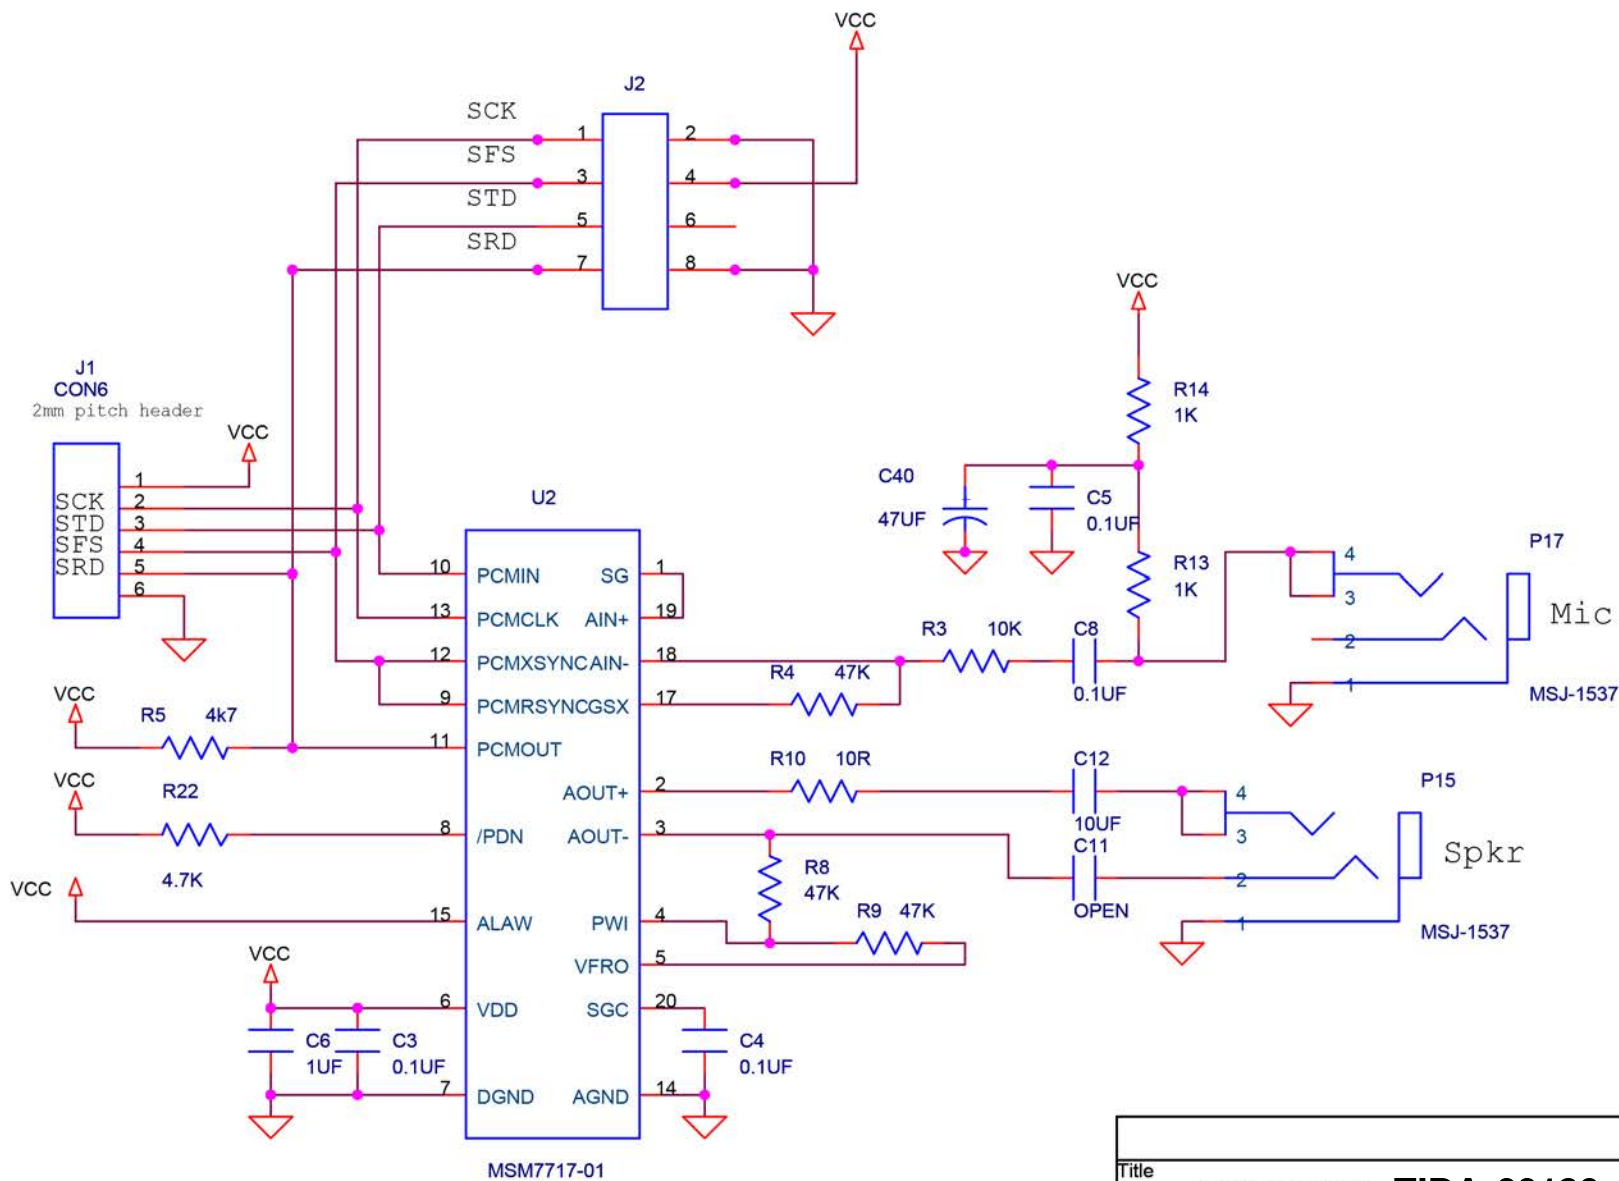 VCC
J2
SCK
1 2
SFS
3 4
STD
5 6
SRD
7 8
VCC
R14
1K
C40
47UF
C5
0.1UF
R13
1K
J1
CON6
2mm pitch header
VCC
1
SCK 2
STD 3
SFS 4
SRD 5
6
U2
10 PCMIN SG 1
13 PCMCLK AIN+ 19
12 PCMXSYNC AIN- 18
9 PCMRSYNC GSX 17
11 PCMOUT
AOUT+ 2
8 /PDN AOUT- 3
15 ALAW PWI 4
VFRO 5
6 VDD SGC 20
7 DGND AGND 14
MSM7717-01
VCC
R5 4k7
VCC
R22
4.7K
VCC
VCC
C6
1UF
C3
0.1UF
C4
0.1UF
R3 10K
C8
0.1UF
R4 47K
R10 10R
C12
10UF
C11
OPEN
R8
47K
R9 47K
P17
4
3
2
1
Mic
MSJ-1537
P15
4
3
2
1
Spkr
MSJ-1537
Title